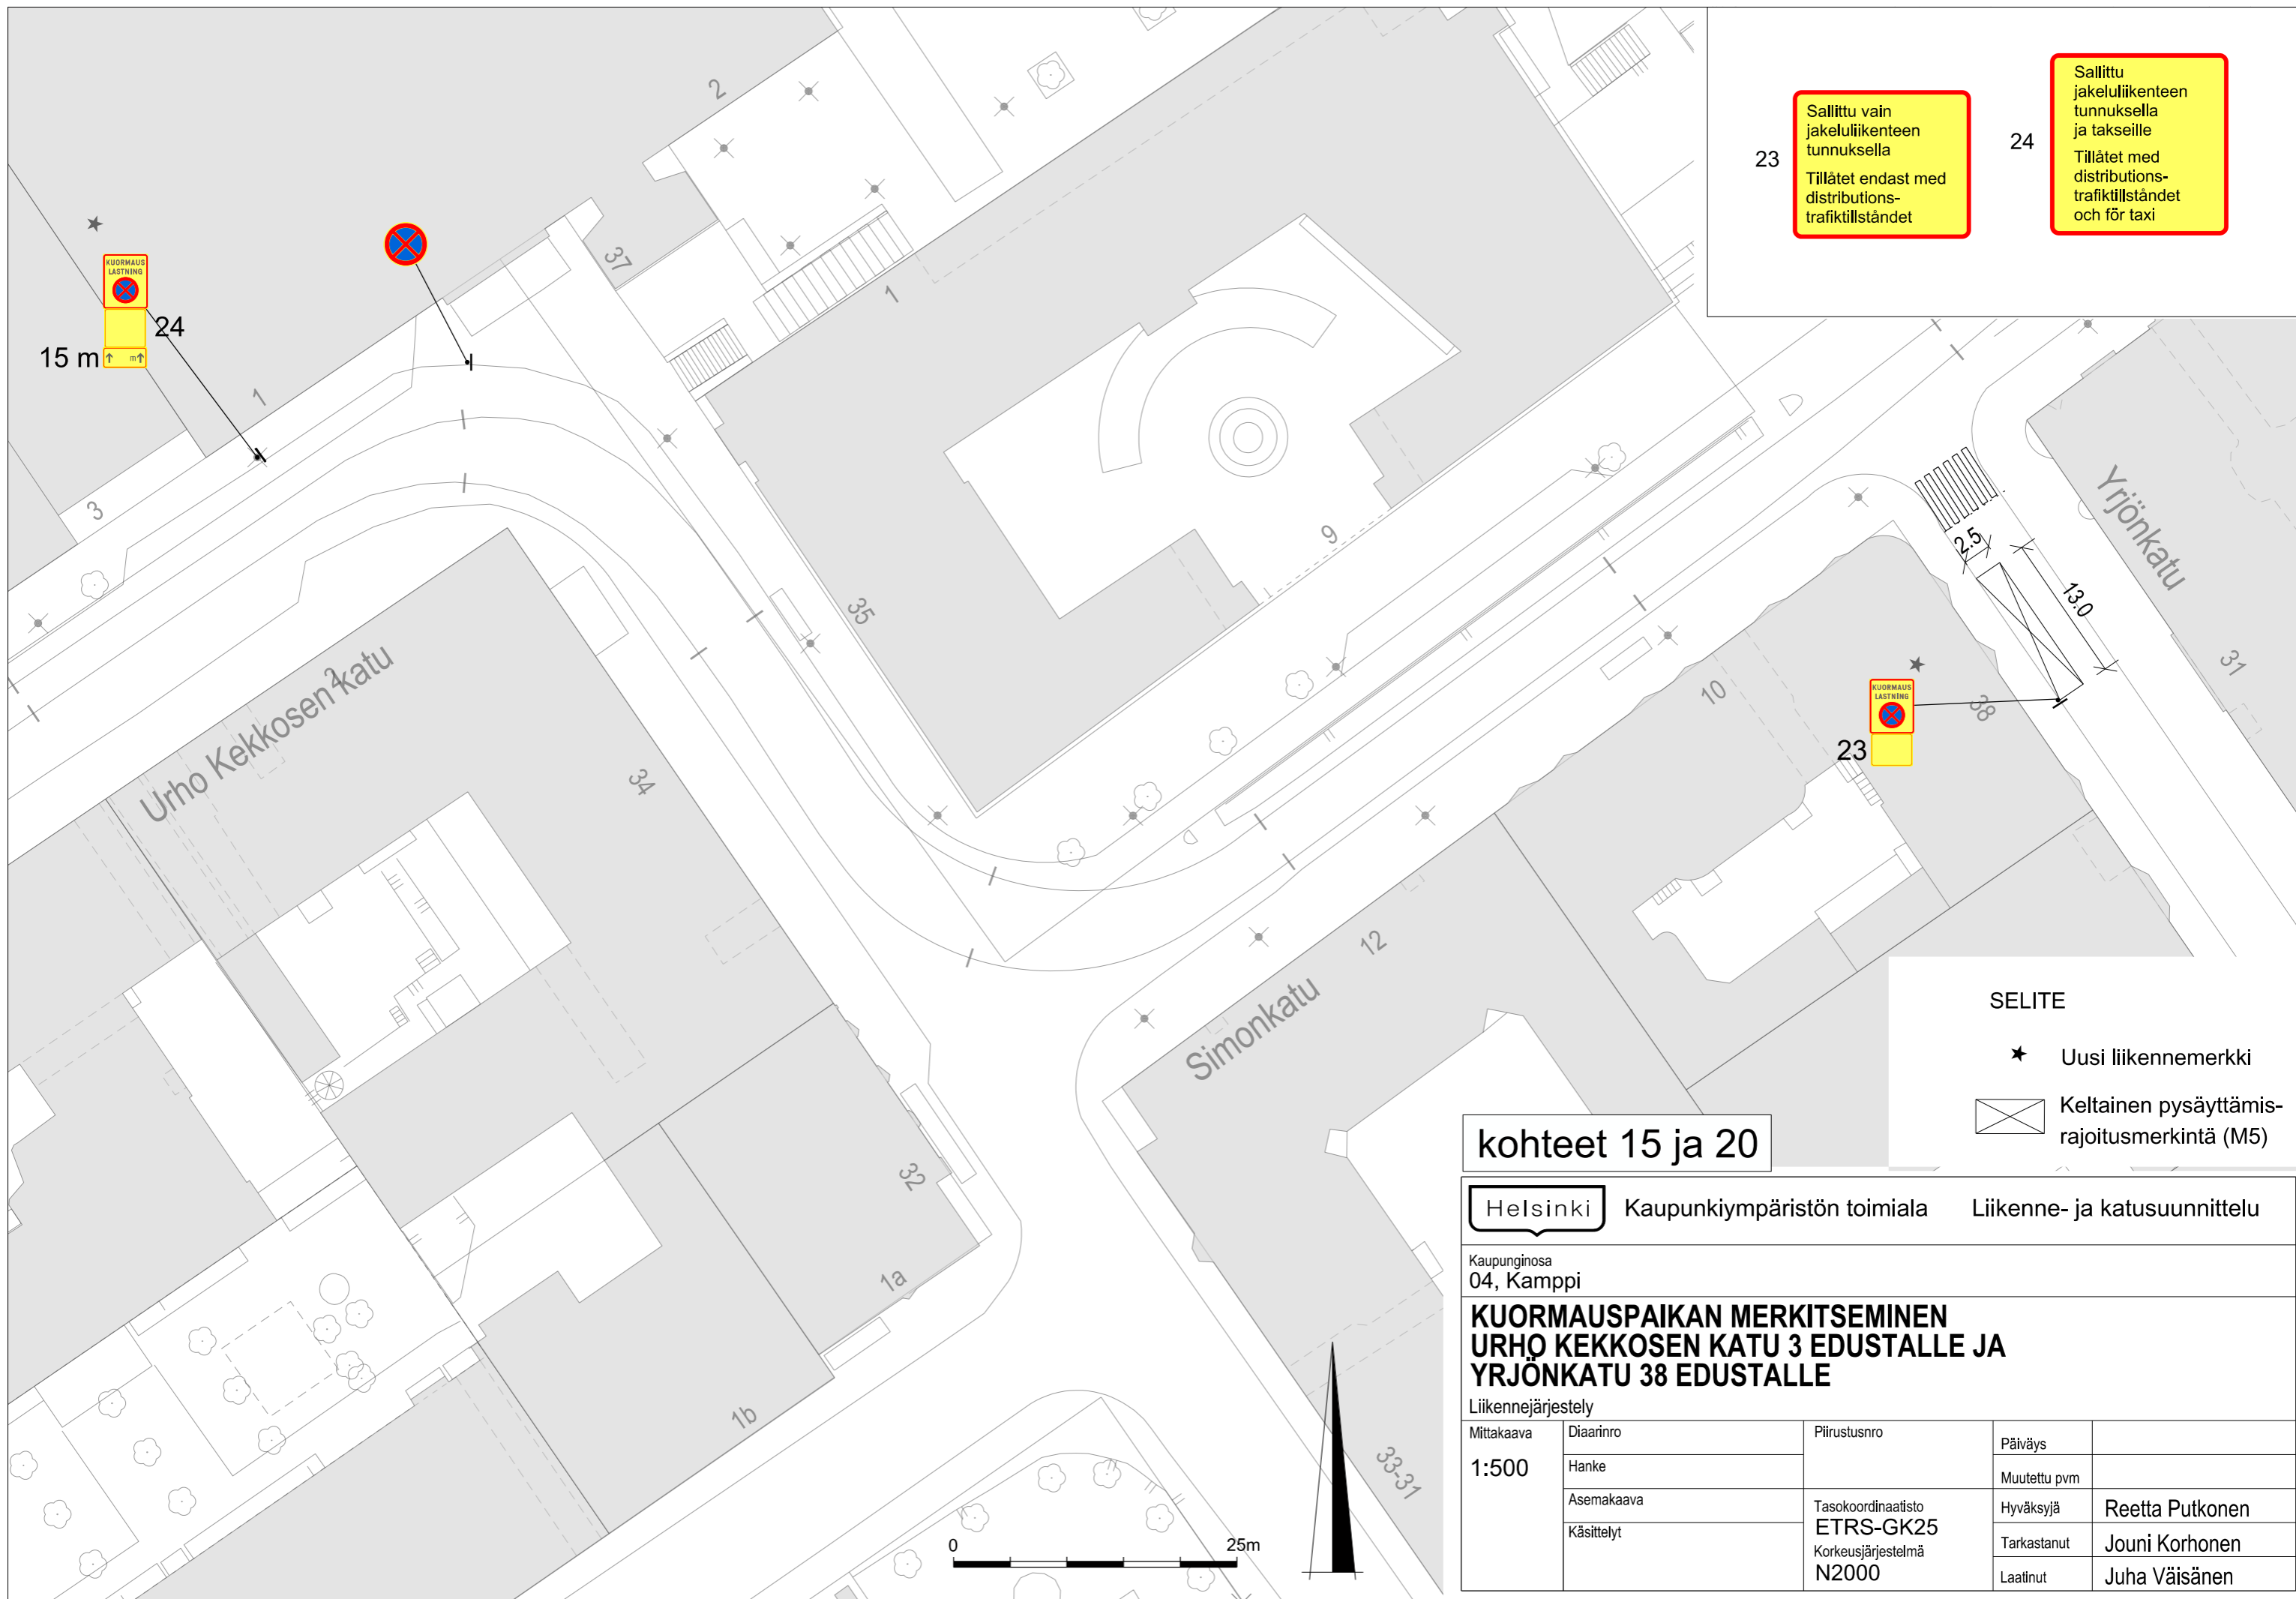 Sallittu vain
jakeluliikenteen
tunnuksella
Tillåtet endast med
distributions-
trafiktillståndet
23
Sallittu
jakeluliikenteen
tunnuksella
ja takseille
Tillåtet med
distributions-
trafiktillståndet
och för taxi
24
KUORMAUS
LASTNING
24
15 m
m
2
37
1
1
3
35
9
2
Urho Kekkosen katu
34
32
1a
1b
Simonkatu
12
10
38
Yrjönkatu
31
2.5
13.0
KUORMAUS
LASTNING
23
33-31
0
25m
SELITE
Uusi liikennemerkki
Keltainen pysäyttämis-
rajoitusmerkintä (M5)
kohteet 15 ja 20
Helsinki
Kaupunkiympäristön toimiala
Liikenne- ja katusuunnittelu
Kaupunginosa
04, Kamppi
KUORMAUSPAIKAN MERKITSEMINEN
URHO KEKKOSEN KATU 3 EDUSTALLE JA
YRJÖNKATU 38 EDUSTALLE
Liikennejärjestely
Mittakaava
1:500
Diaarinro
Hanke
Asemakaava
Käsittelyt
Piirustusnro
Tasokoordinaatisto
ETRS-GK25
Korkeusjärjestelmä
N2000
Päiväys
Muutettu pvm
Hyväksyjä
Reetta Putkonen
Tarkastanut
Jouni Korhonen
Laatinut
Juha Väisänen